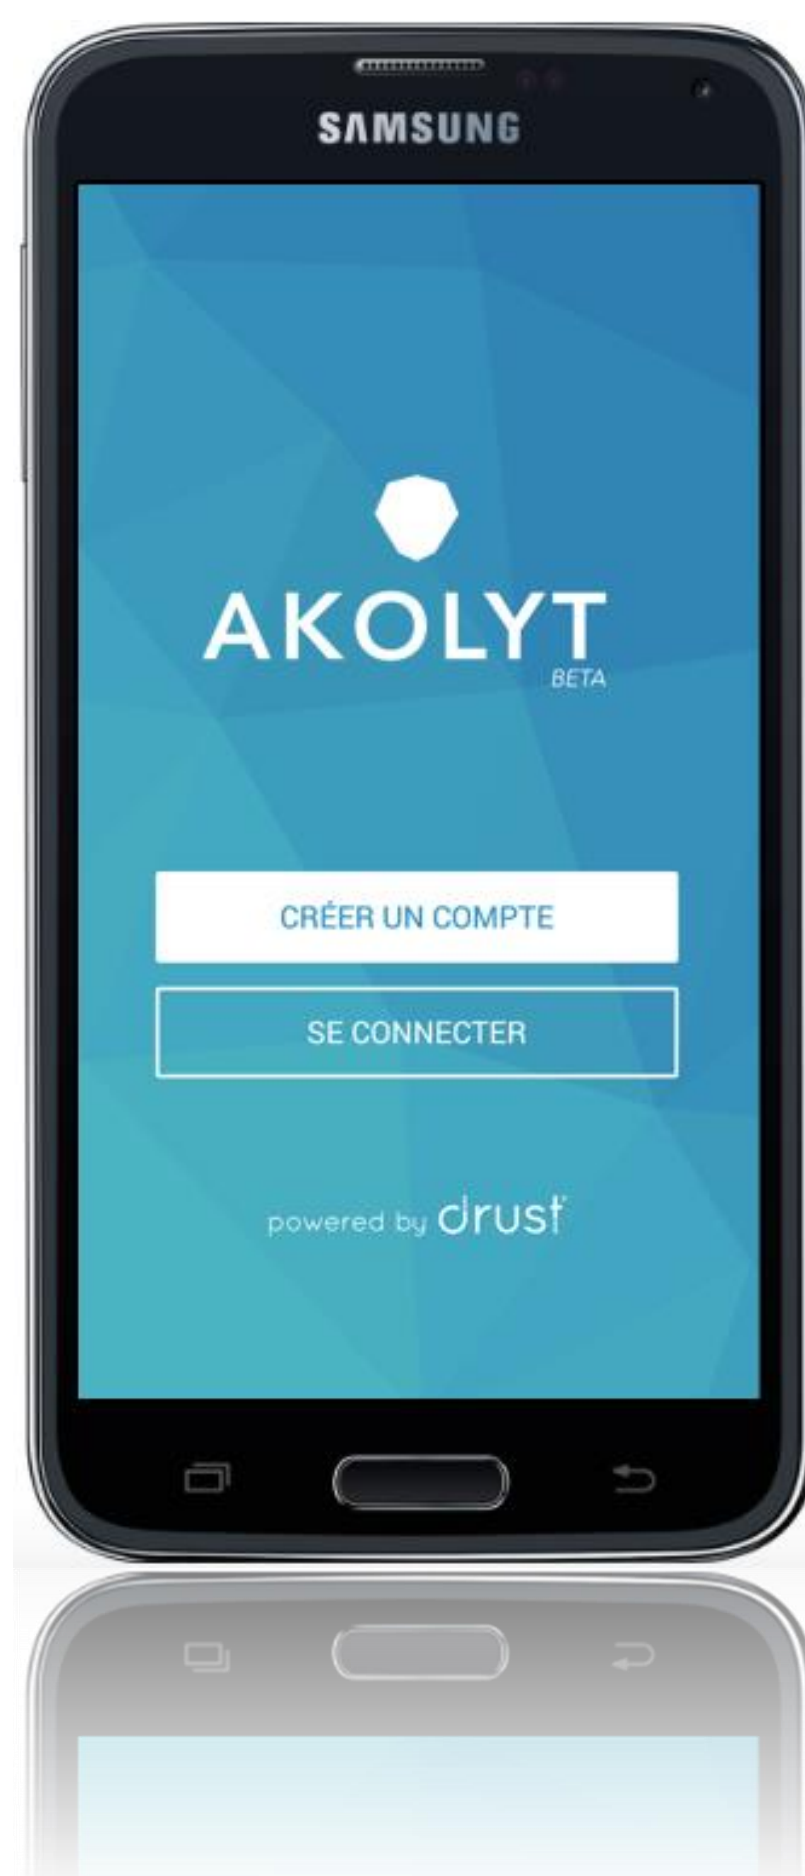 SAMSUNG
AKOLYT
BETA
CRÉER UN COMPTE
SE CONNECTER
powered by drust